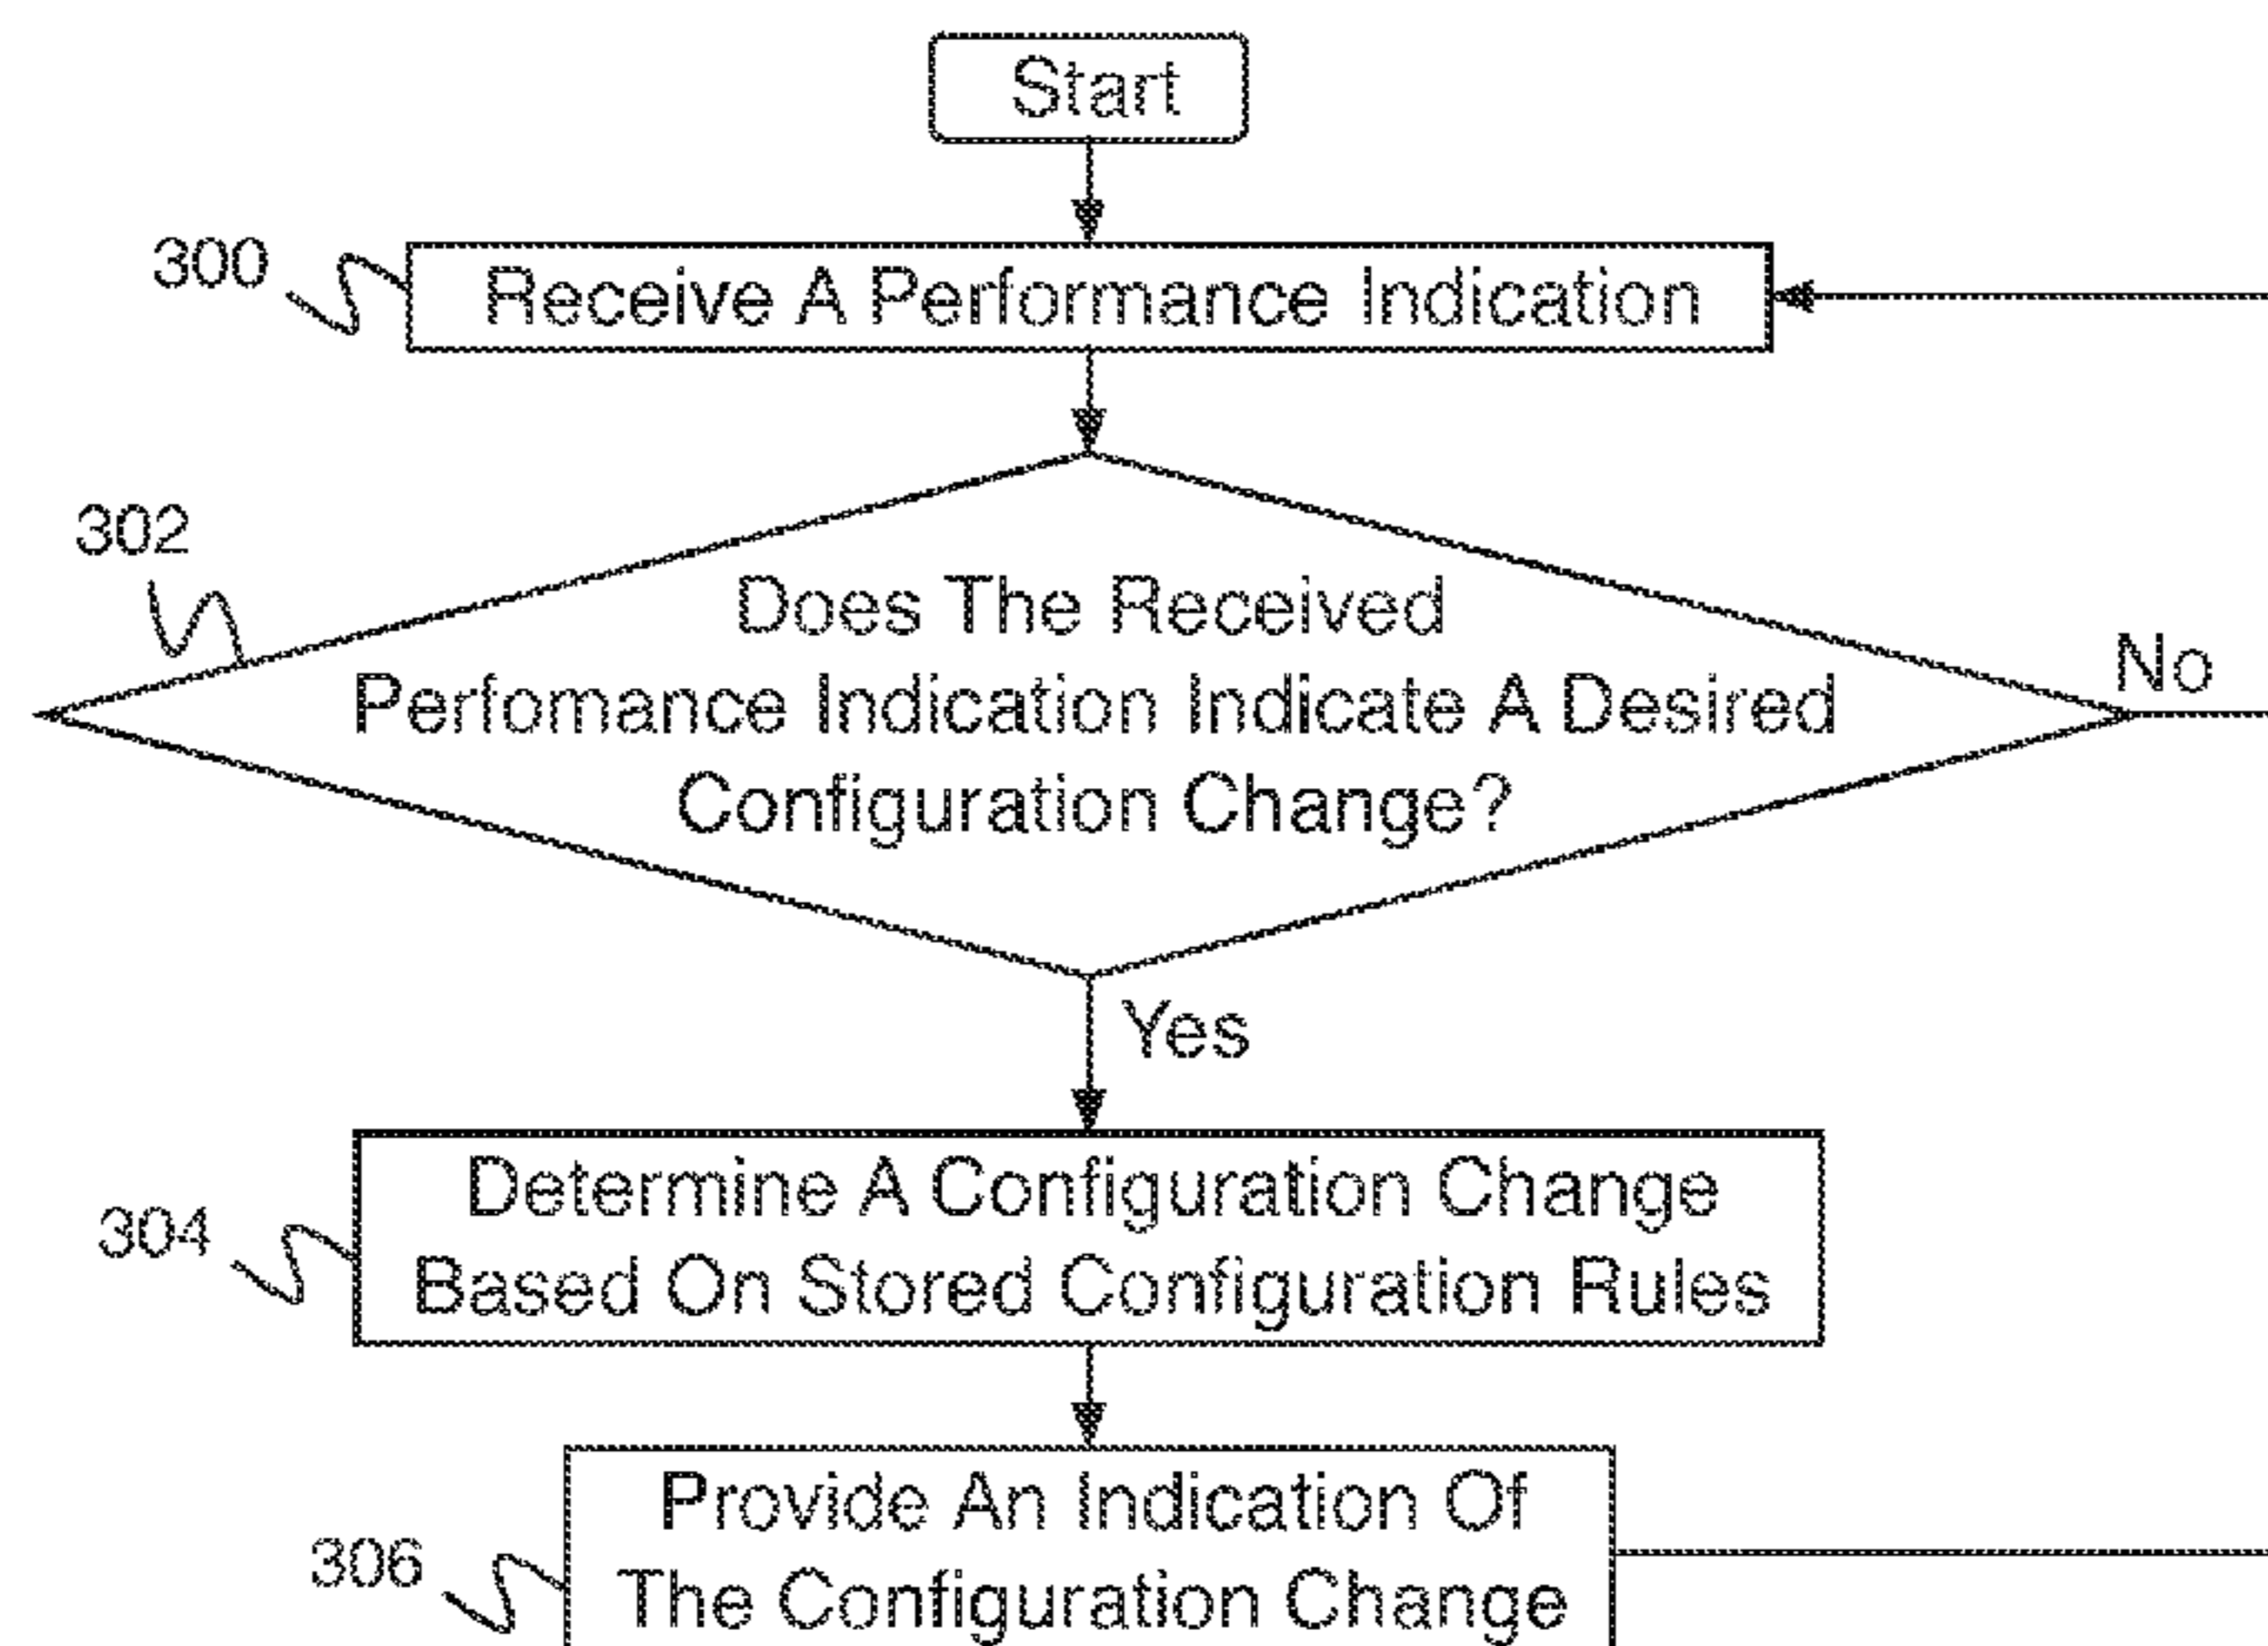 Start
300
Receive A Performance Indication
302
Does The Received
Perfomance Indication Indicate A Desired
Configuration Change?
No
Yes
304
Determine A Configuration Change
Based On Stored Configuration Rules
306
Provide An Indication Of
The Configuration Change